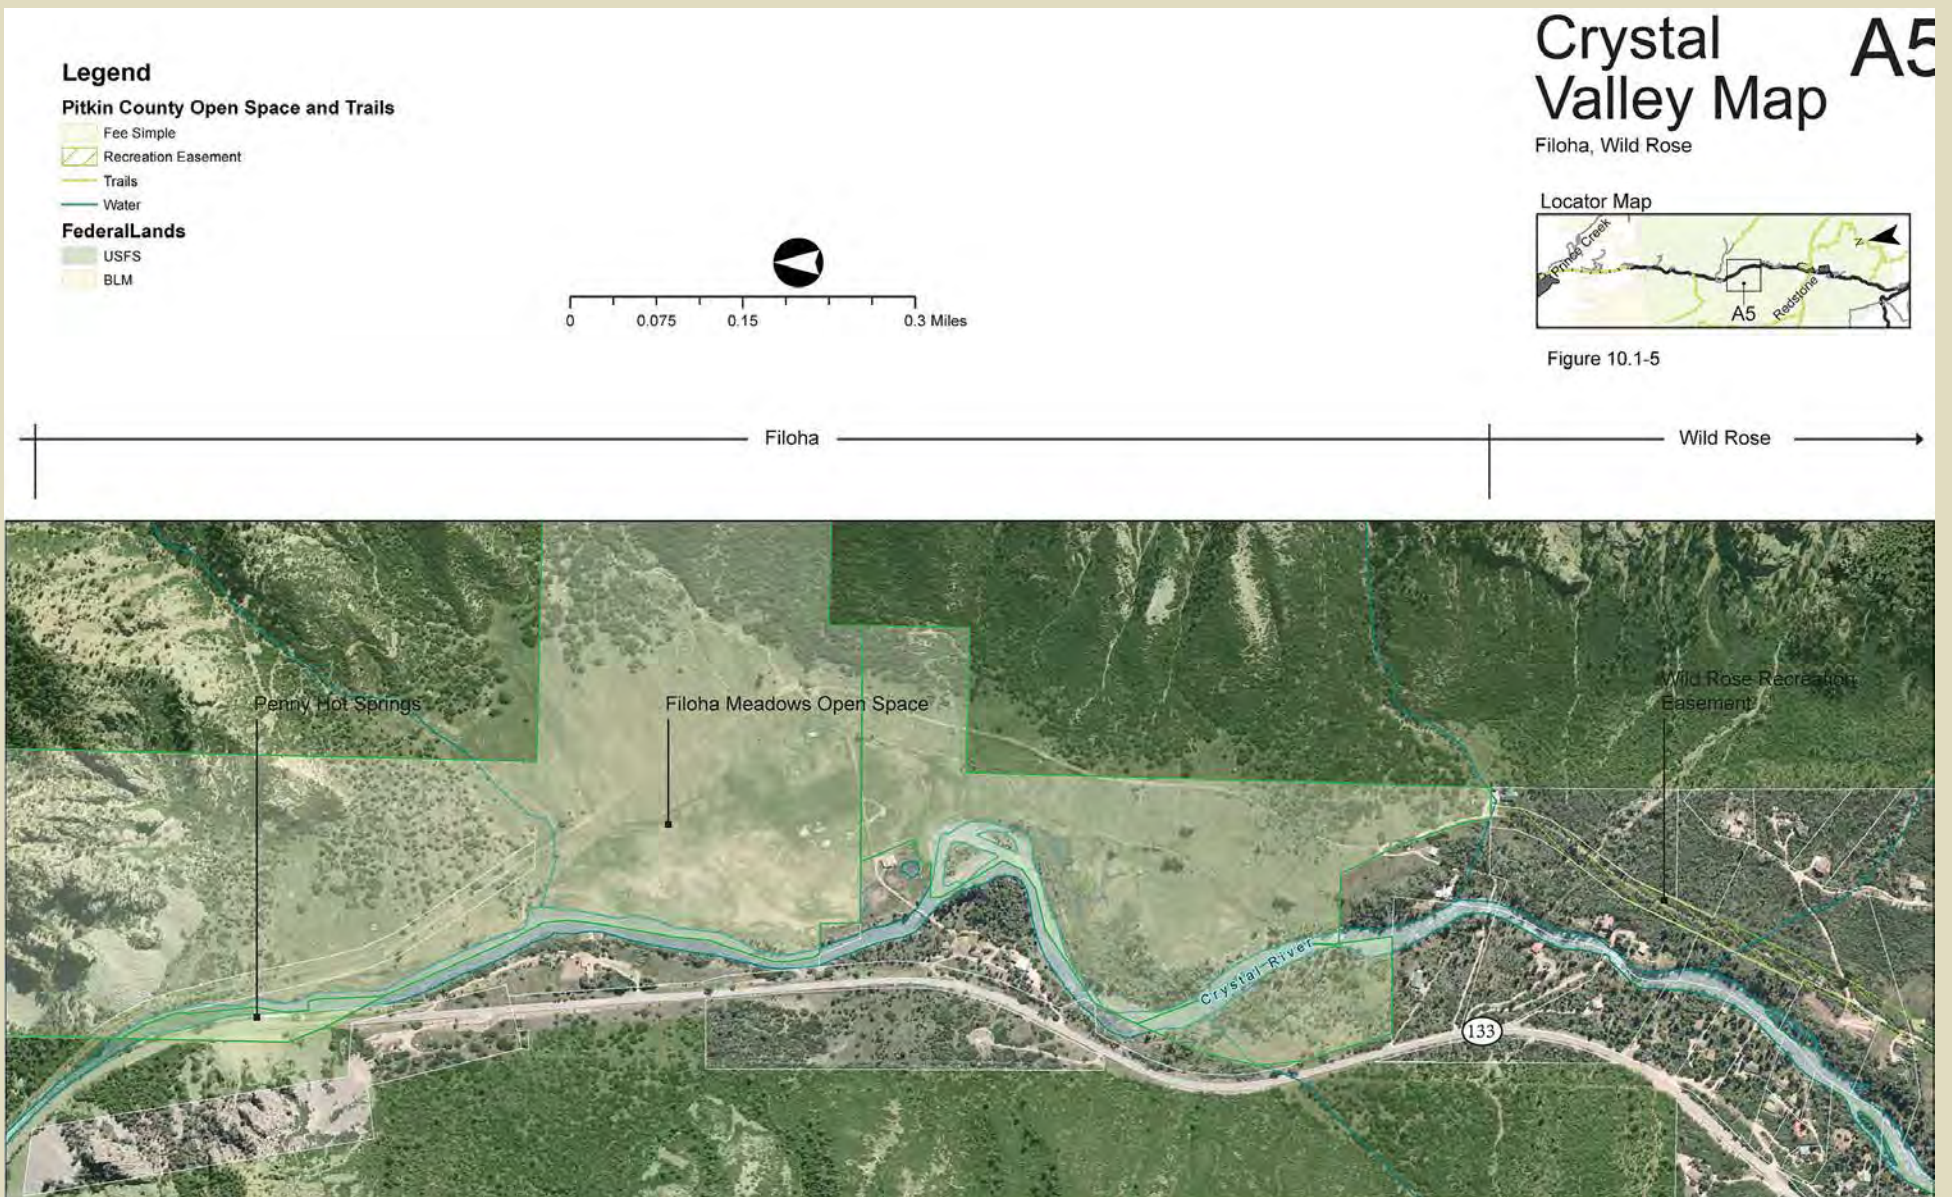 Crystal
Valley Map
A5
Filoha, Wild Rose
Locator Map
Prince Creek
Redstone
N
A5
Figure 10.1-5
Legend
Pitkin County Open Space and Trails
Fee Simple
Recreation Easement
Trails
Water
FederalLands
USFS
BLM
0 0.075 0.15 0.3 Miles
Filoha
Wild Rose
Penny Hot Springs
Filoha Meadows Open Space
Wild Rose Recreation
Easement
Crystal River
133